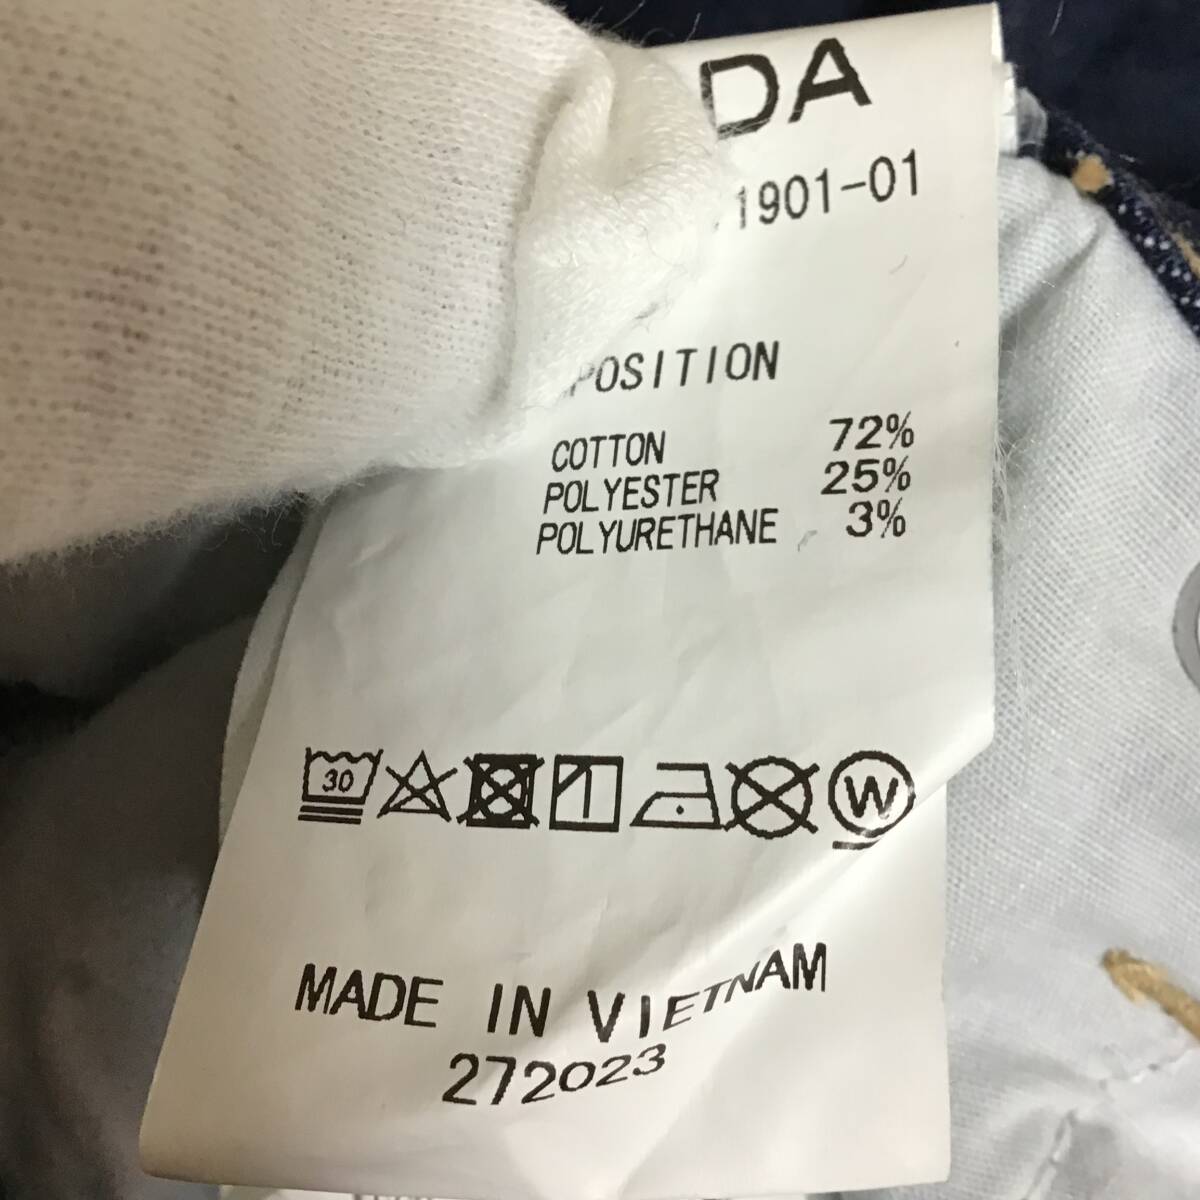 DA
1901-01
POSITION
COTTON 72%
POLYESTER 25%
POLYURETHANE 3%
30
W
MADE IN VIETNAM
272023